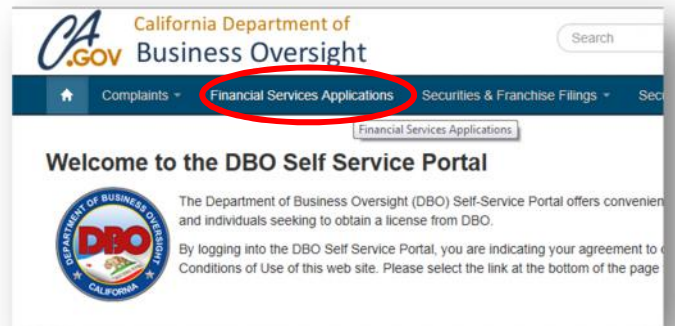 CA.GOV
California Department of
Business Oversight
Search
Complaints
Financial Services Applications
Securities & Franchise Filings
Financial Services Applications
Welcome to the DBO Self Service Portal
The Department of Business Oversight (DBO) Self-Service Portal offers convenien
and individuals seeking to obtain a license from DBO.
By logging into the DBO Self Service Portal, you are indicating your agreement to
Conditions of Use of this web site. Please select the link at the bottom of the page
DEPARTMENT OF BUSINESS OVERSIGHT
DBO
CALIFORNIA